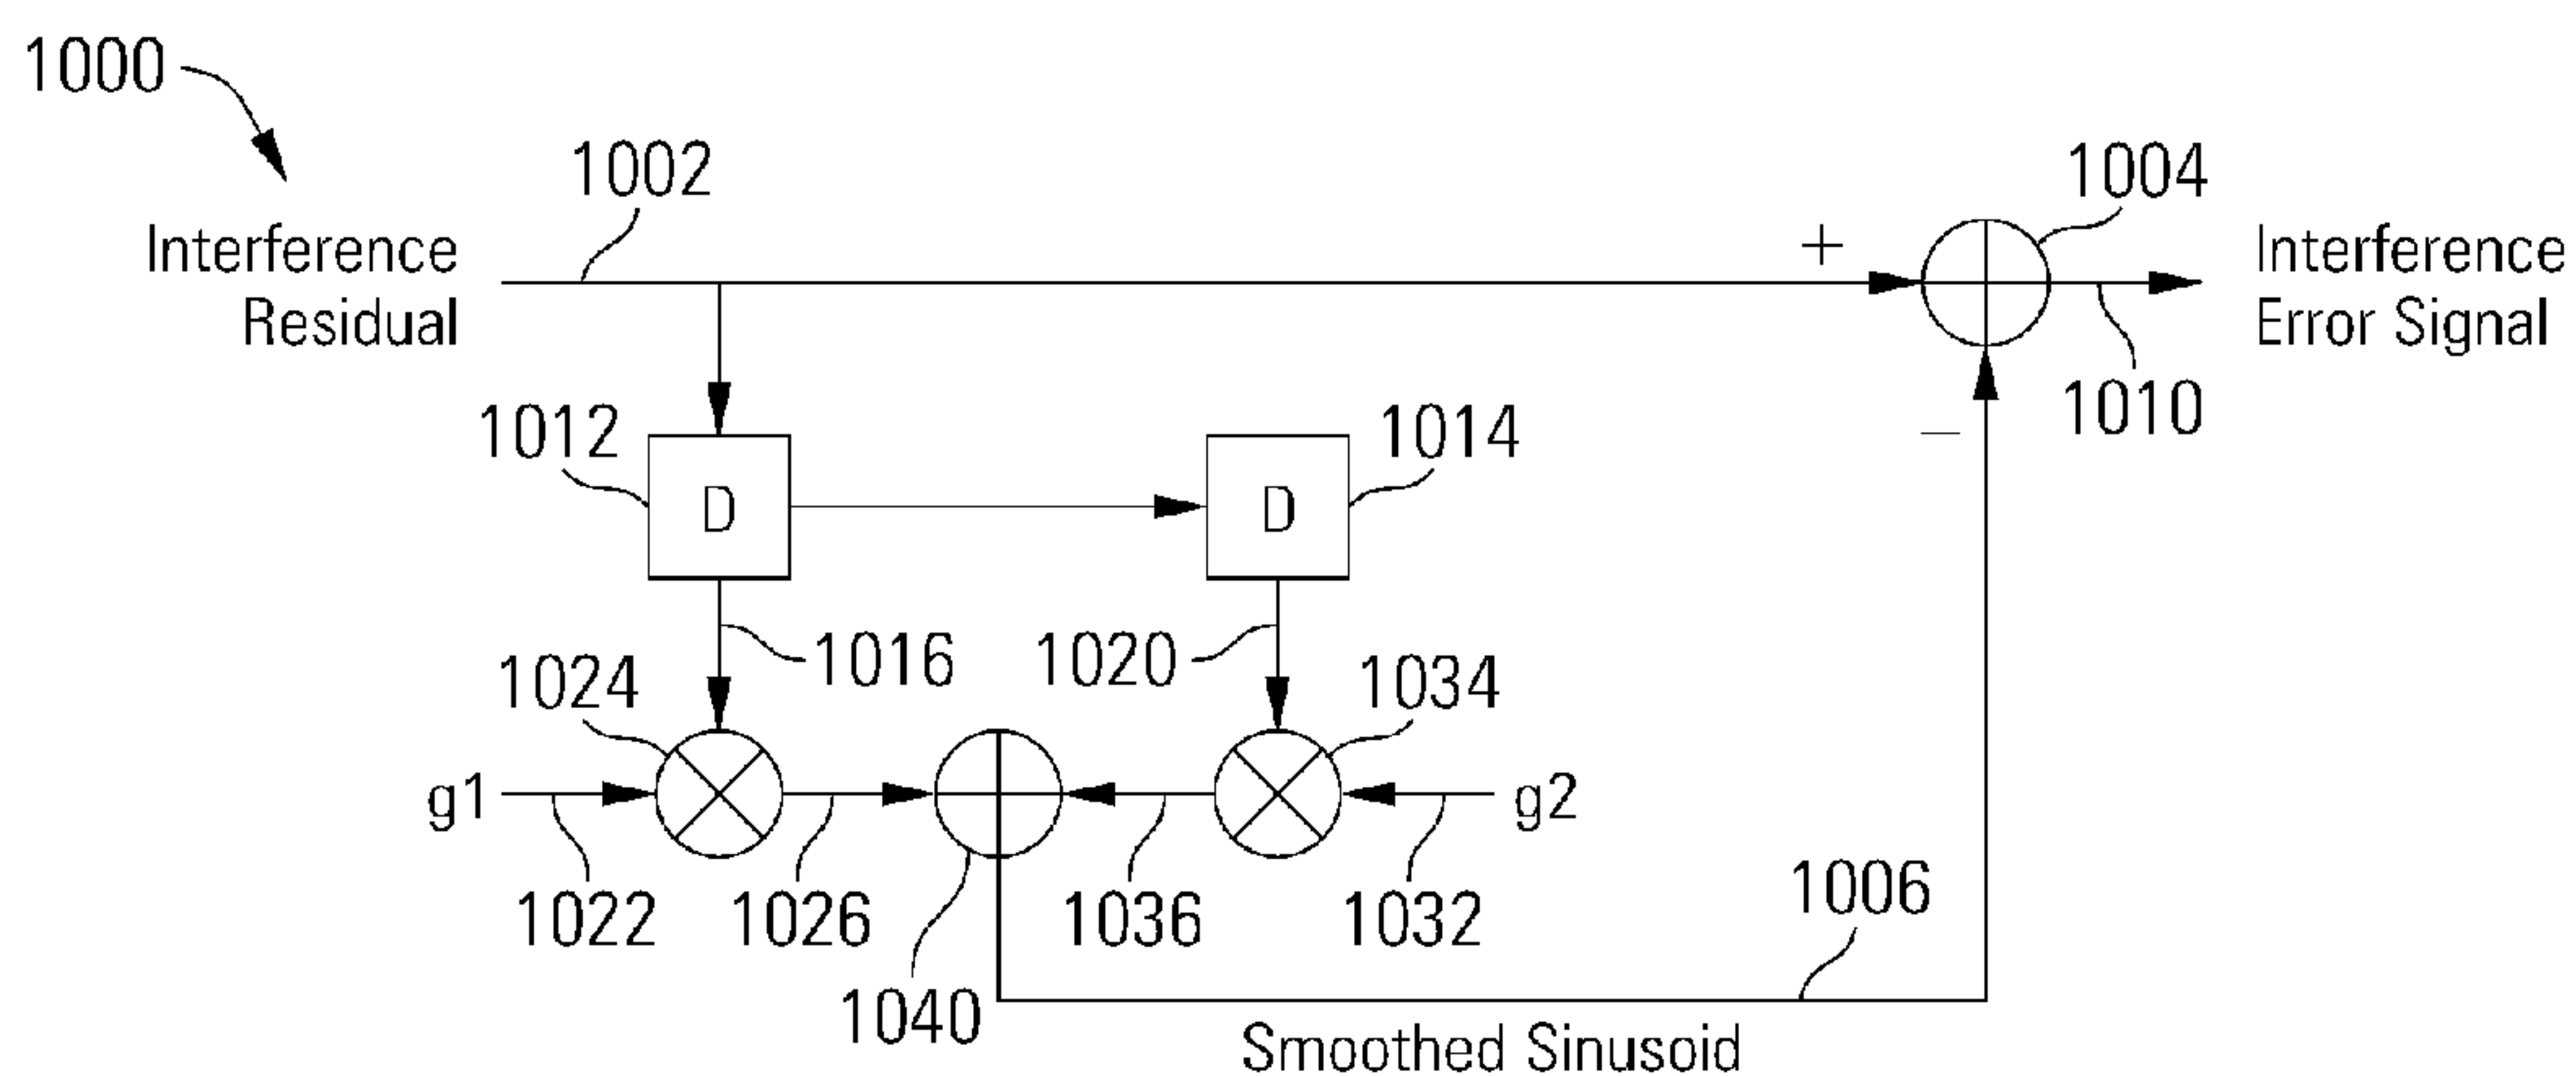 1000
1002
1004
Interference
Residual
+
Interference
Error Signal
1012
D
D
1014
−
1010
1016
1020
1024
1034
g1
g2
1022
1026
1036
1032
1006
1040
Smoothed Sinusoid